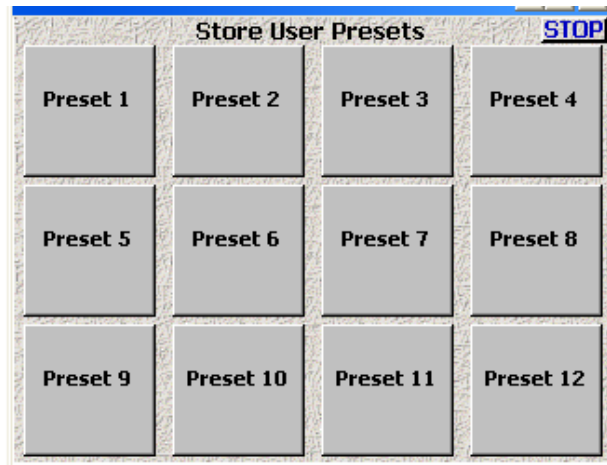 Store User Presets STOP
Preset 1 Preset 2 Preset 3 Preset 4
Preset 5 Preset 6 Preset 7 Preset 8
Preset 9 Preset 10 Preset 11 Preset 12